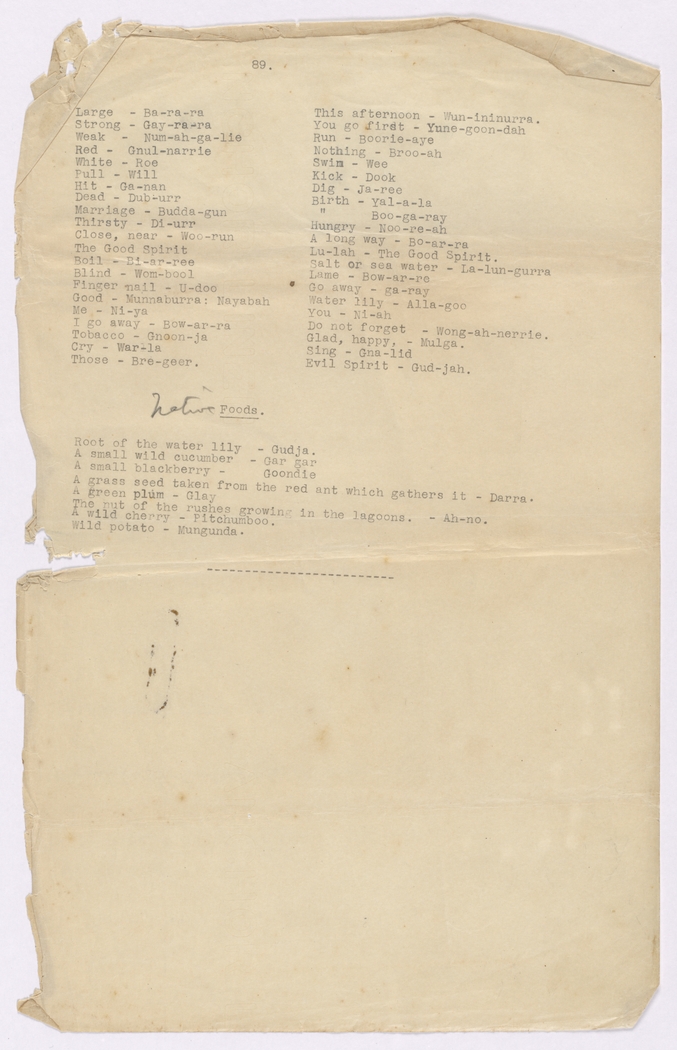 89.
Large - Ba-ra-ra
Strong - Gay-ra-ra
Weak - Num-ah-ga-lie
Red - Gnul-narrie
White - Roe
Pull - Will
Hit - Ga-nan
Dead - Dub-urr
Marriage - Budda-gun
Thirsty - Di-urr
Close, near - Woo-run
The Good Spirit
Boil - Bi-ar-ree
Blind - Wom-bool
Finger nail - U-doo
Good - Munnaburra: Nayabah
Me - Ni-ya
I go away - Bow-ar-ra
Tobacco - Gnoon-ja
Cry - War-la
Those - Bre-geer.
This afternoon - Wun-ininurra.
You go first - Yune-goon-dah
Run - Boorie-aye
Nothing - Broo-ah
Swim - Wee
Kick - Dook
Dig - Ja-ree
Birth - Yal-a-la
" Boo-ga-ray
Hungry - Noo-re-ah
A long way - Bo-ar-ra
Lu-lah - The Good Spirit.
Salt or sea water - La-lun-gurra
Lame - Bow-ar-re
Go away - ga-ray
Water lily - Alla-goo
You - Ni-ah
Do not forget - Wong-ah-nerrie.
Glad, happy, - Mulga.
Sing - Gna-lid
Evil Spirit - Gud-jah.
Native Foods.
Root of the water lily - Gudja.
A small wild cucumber - Gar gar
A small blackberry - Goondie
A grass seed taken from the red ant which gathers it - Darra.
A green plum - Glay
The nut of the rushes growing in the lagoons. - Ah-no.
A wild cherry - Pitchumboo.
Wild potato - Mungunda.